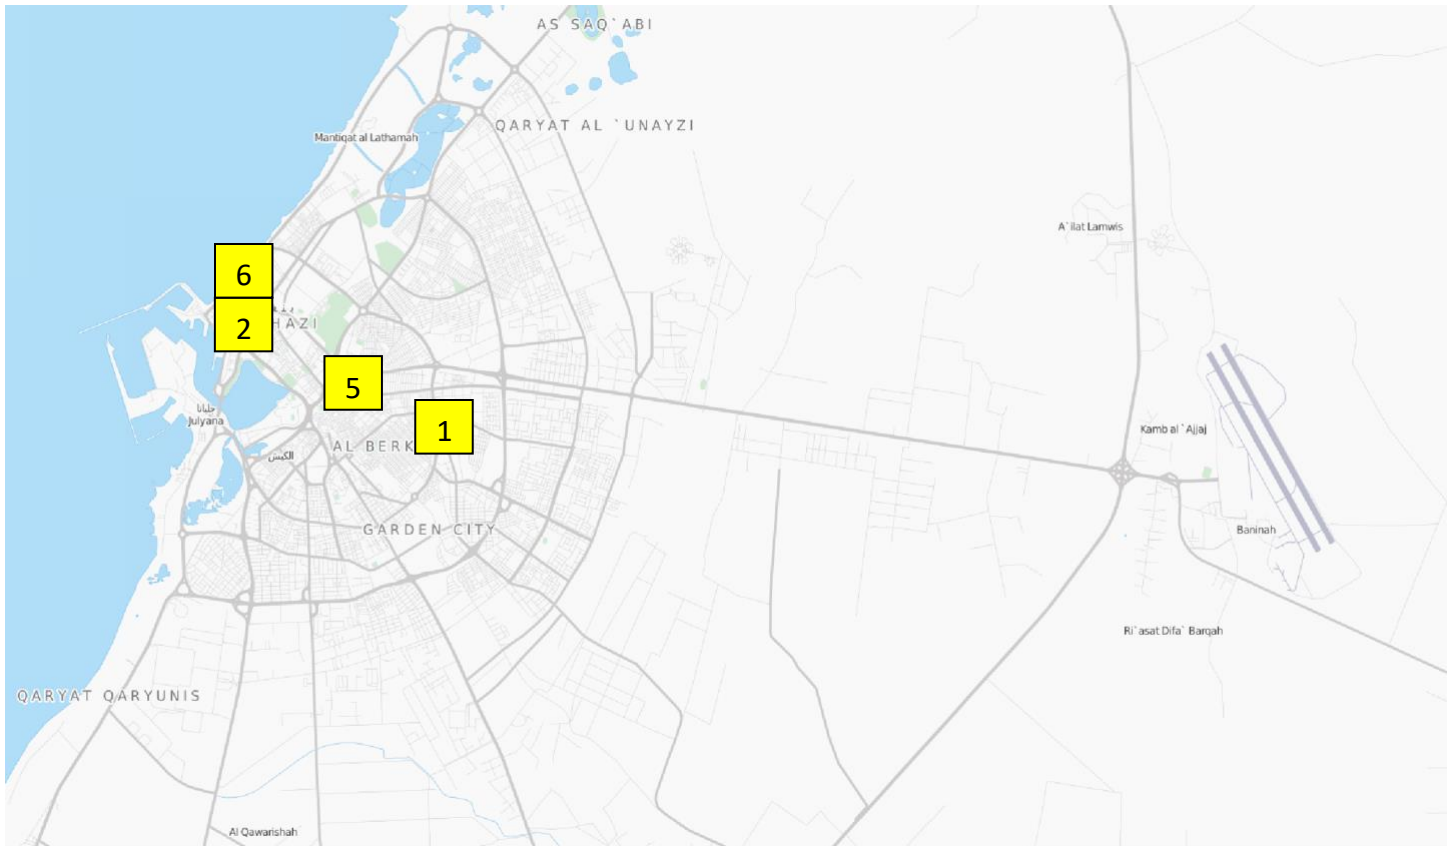 AS SAQ`ABI
QARYAT AL `UNAYZI
Mantiqat al Lathamah
A`ilat Lamwis
6
2
HAZI
5
جليانا
Julyana
1
Kamb al `Ajjaj
AL BERK
الكيش
GARDEN CITY
Baninah
Ri`asat Difa` Barqah
QARYAT QARYUNIS
Al Qawarishah